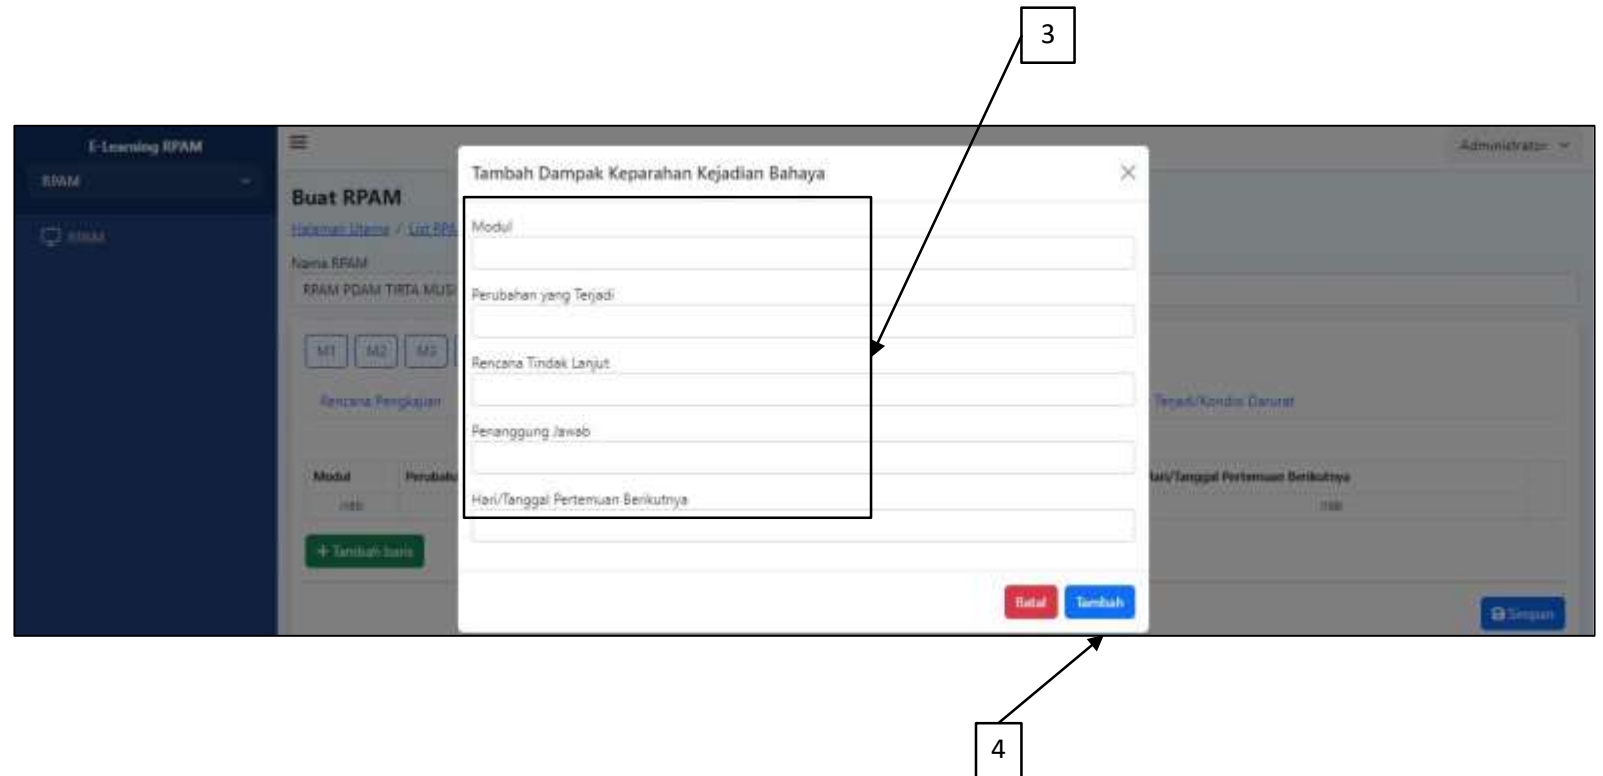 3
E-Learning RPAM
Administrator
RPAM
Tambah Dampak Keparahan Kejadian Bahaya
Buat RPAM
RPAM
Halaman Utama / List RPA
Modul
Nama RPAM
RPAM PDAM TIRTA MUSI
Perubahan yang Terjadi
M1 M2 M3
Rencana Tindak Lanjut
Rencana Pengkajian
Terjadi/Kondisi Darurat
Penanggung Jawab
Modul
Hari/Tanggal Pertemuan Berikutnya
Hari/Tanggal Pertemuan Berikutnya
+ Tambah baris
Batal Tambah
Simpan
4